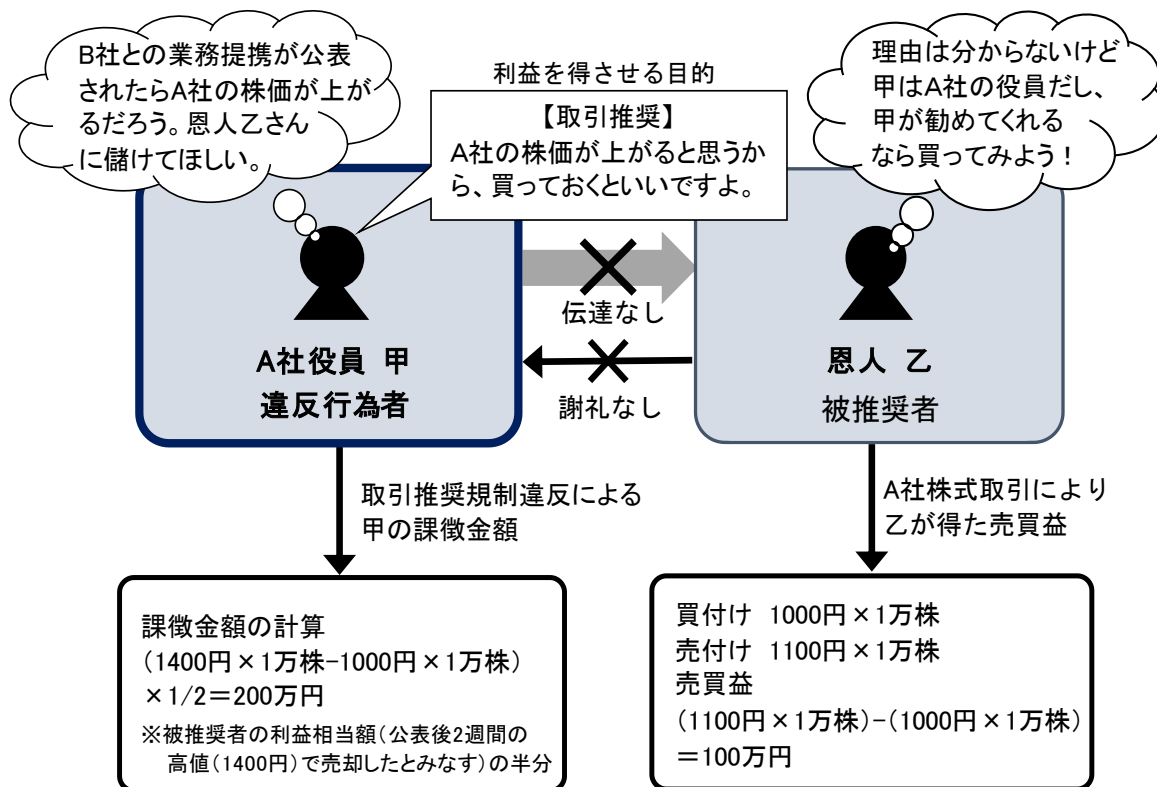 B社との業務提携が公表
されたらA社の株価が上が
るだろう。恩人乙さん
に儲けてほしい。
利益を得させる目的
【取引推奨】
A社の株価が上がると思うか
ら、買っておくといいですよ。
理由は分からないけど
甲はA社の役員だし、
甲が勧めてくれる
なら買ってみよう！
伝達なし
謝礼なし
A社役員 甲
違反行為者
恩人 乙
被推奨者
取引推奨規制違反による
甲の課徴金額
A社株式取引により
乙が得た売買益
課徴金額の計算
(1400円×1万株−1000円×1万株)
×1/2＝200万円
※被推奨者の利益相当額(公表後2週間の
高値(1400円)で売却したとみなす)の半分
買付け 1000円×1万株
売付け 1100円×1万株
売買益
(1100円×1万株)−(1000円×1万株)
＝100万円